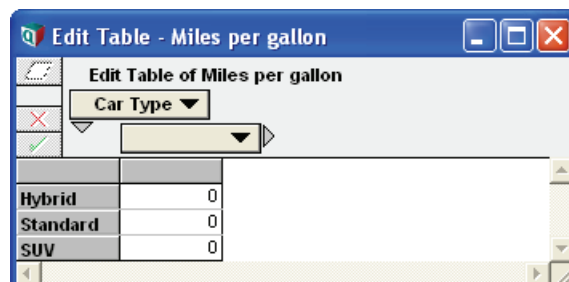 Edit Table - Miles per gallon
Edit Table of Miles per gallon
Car Type
Hybrid 0
Standard 0
SUV 0